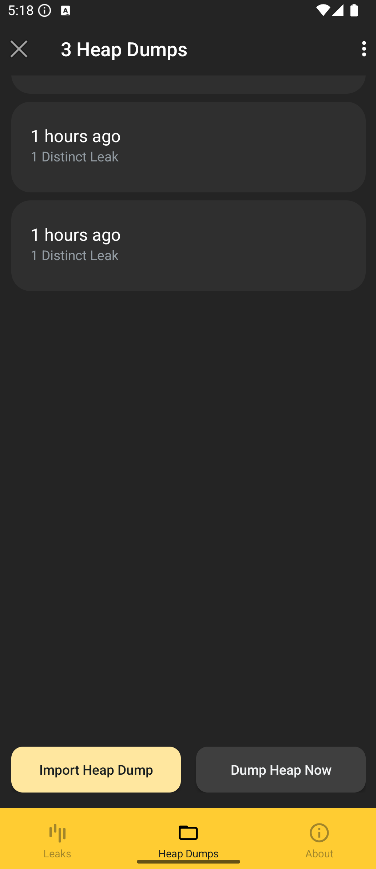 5:18
3 Heap Dumps
1 hours ago
1 Distinct Leak
1 hours ago
1 Distinct Leak
Import Heap Dump
Dump Heap Now
Leaks
Heap Dumps
About